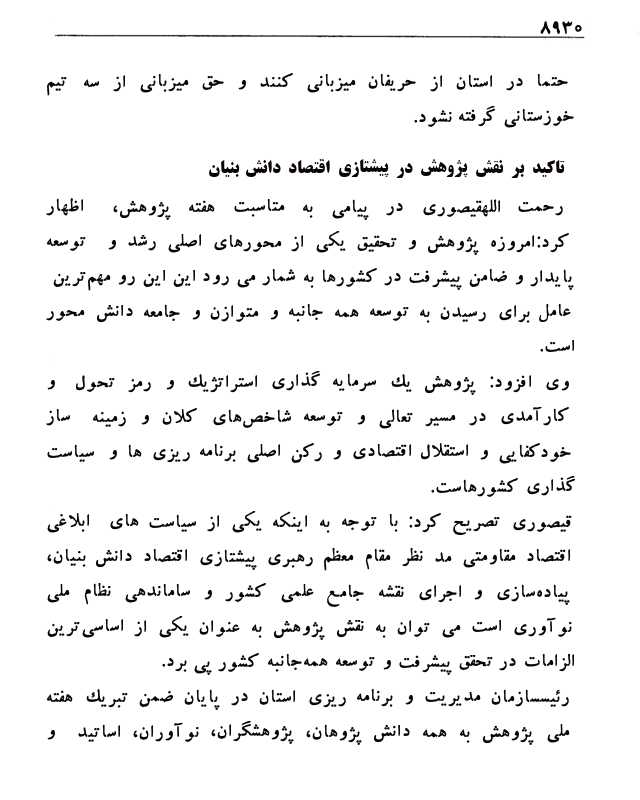 ۸۹۳۰
حتما در استان از حریفان میزبانی کنند و حق میزبانی از سه تیم
خوزستانی گرفته نشود.
تاکید بر نقش پژوهش در پیشتازی اقتصاد دانش بنیان
رحمت اللهقیصوری در پیامی به متاسبت هفته پژوهش، اظهار
کرد:امروزه پژوهش و تحقیق یکی از محورهای اصلی رشد و توسعه
پایدار و ضامن پیشرفت در کشورها به شمار می رود این این رو مهم‌ترین
عامل برای رسیدن به توسعه همه جانبه و متوازن و جامعه دانش محور
است.
وی افزود: پژوهش یك سرمایه گذاری استراتژیك و رمز تحول و
کارآمدی در مسیر تعالی و توسعه شاخص‌های کلان و زمینه ساز
خودکفایی و استقلال اقتصادی و رکن اصلی برنامه ریزی ها و سیاست
گذاری کشورهاست.
قیصوری تصریح کرد: با توجه به اینکه یکی از سیاست های ابلاغی
اقتصاد مقاومتی مد نظر مقام معظم رهبری پیشتازی اقتصاد دانش بنیان،
پیاده‌سازی و اجرای نقشه جامع علمی کشور و ساماندهی نظام ملی
نوآوری است می توان به نقش پژوهش به عنوان یکی از اساسی‌ترین
الزامات در تحقق پیشرفت و توسعه همه‌جانبه کشور پی برد.
رئیسسازمان مدیریت و برنامه ریزی استان در پایان ضمن تبریك هفته
ملی پژوهش به همه دانش پژوهان، پژوهشگران، نوآوران، اساتید و